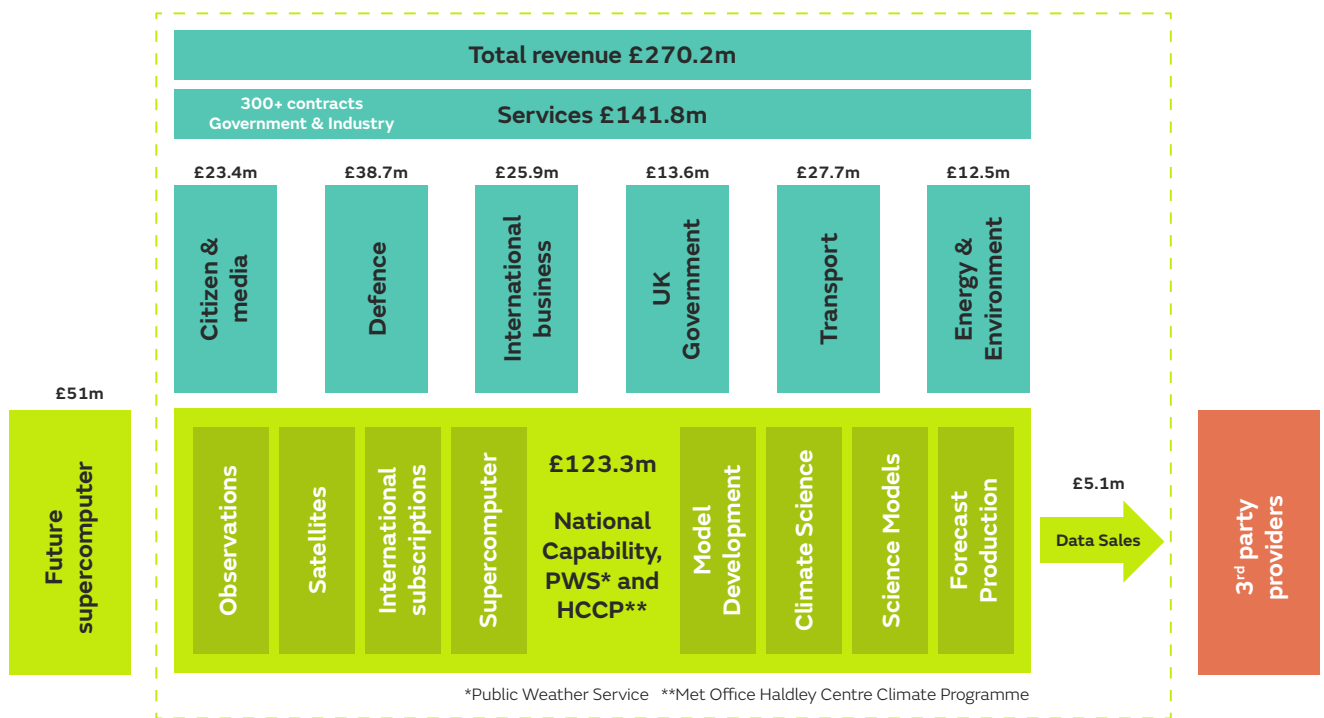 Total revenue £270.2m
300+ contracts
Government & Industry
Services £141.8m
£23.4m
£38.7m
£25.9m
£13.6m
£27.7m
£12.5m
Citizen &
media
Defence
International
business
UK
Government
Transport
Energy &
Environment
£51m
Future
supercomputer
Observations
Satellites
International
subscriptions
Supercomputer
£123.3m
National
Capability,
PWS* and
HCCP**
Model
Development
Climate Science
Science Models
Forecast
Production
£5.1m
Data Sales
3rd party
providers
*Public Weather Service **Met Office Haldley Centre Climate Programme